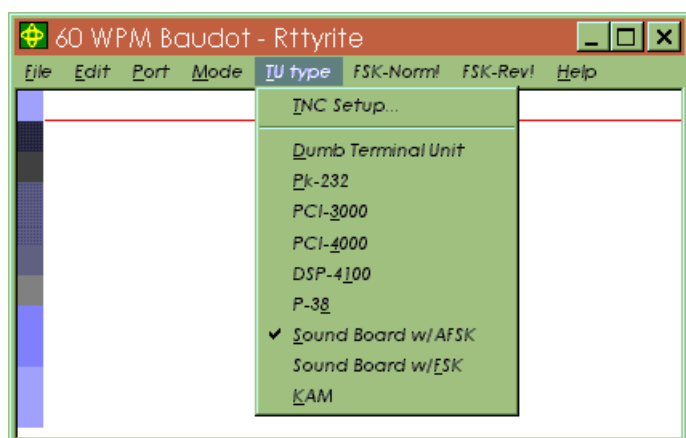 60 WPM Baudot - Rttyrite
File Edit Port Mode TU type FSK-Norm! FSK-Rev! Help
TNC Setup...
Dumb Terminal Unit
Pk-232
PCI-3000
PCI-4000
DSP-4100
P-38
Sound Board w/AFSK
Sound Board w/FSK
KAM